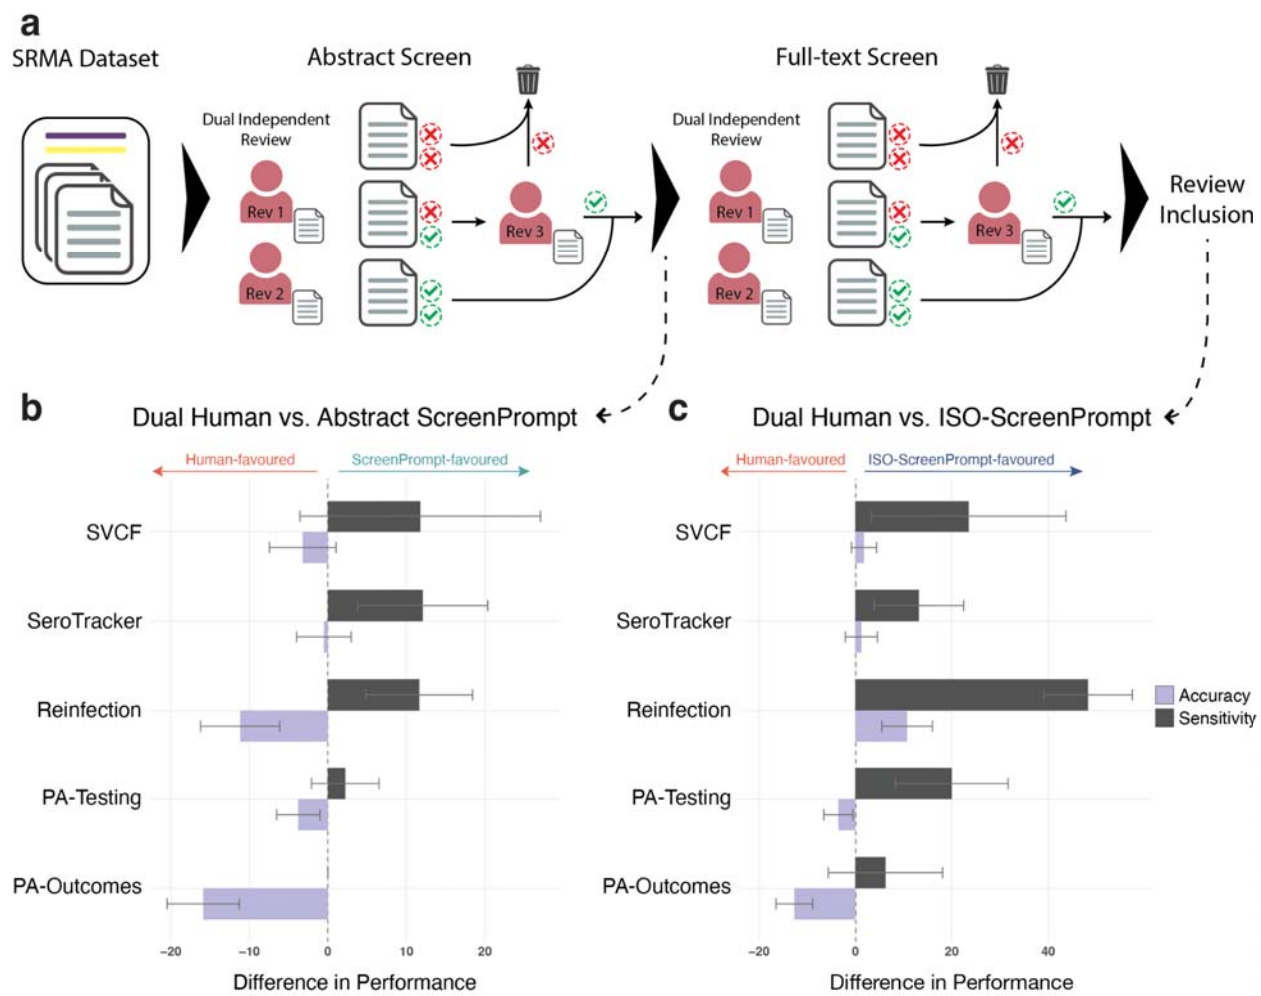 a
SRMA Dataset
Abstract Screen
Full-text Screen
Dual Independent
Review
Rev 1
Rev 2
Rev 3
Dual Independent
Review
Rev 1
Rev 2
Rev 3
Review
Inclusion
b
Dual Human vs. Abstract ScreenPrompt
Human-favoured
ScreenPrompt-favoured
SVCF
SeroTracker
Reinfection
PA-Testing
PA-Outcomes
−20 −10 0 10 20
Difference in Performance
c
Dual Human vs. ISO-ScreenPrompt
Human-favoured
ISO-ScreenPrompt-favoured
SVCF
SeroTracker
Reinfection
PA-Testing
PA-Outcomes
−20 0 20 40
Difference in Performance
Accuracy
Sensitivity